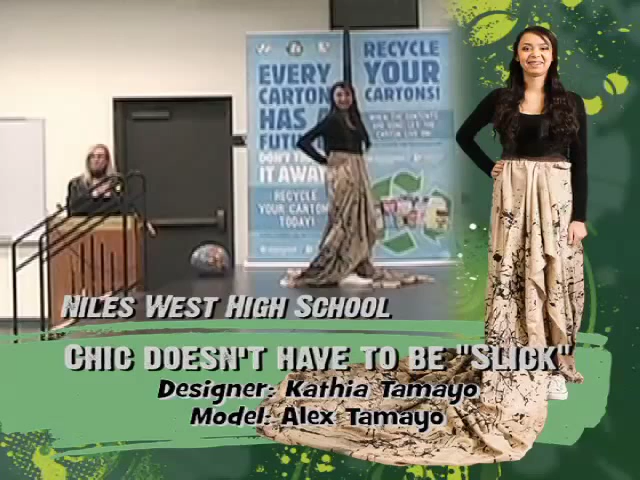 EVERY
CARTON
HAS A
FUTURE
DON'T THROW
IT AWAY
RECYCLE
YOUR CARTONS
TODAY!
RECYCLE
YOUR
CARTONS!
NILES WEST HIGH SCHOOL
CHIC DOESN'T HAVE TO BE "SLICK"
Designer: Kathia Tamayo
Model: Alex Tamayo